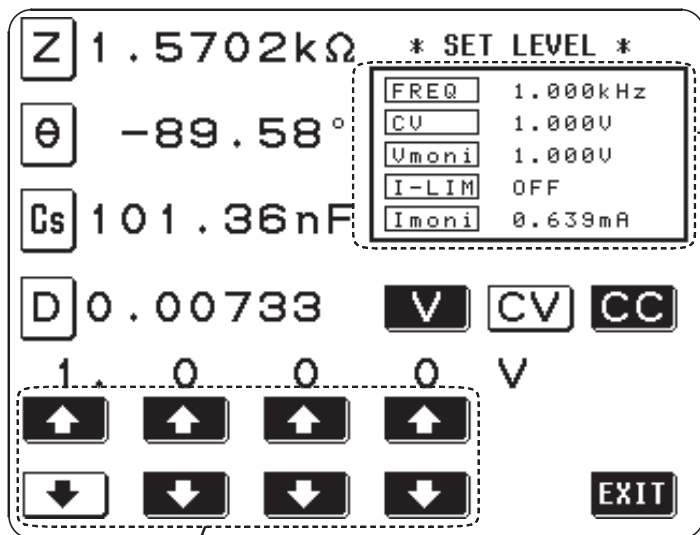 Z 1.5702kΩ
* SET LEVEL *
FREQ 1.000kHz
θ -89.58°
CV 1.000V
Vmoni 1.000V
I-LIM OFF
Cs 101.36nF
Imoni 0.639mA
D 0.00733
V CV CC
1. 0 0 0 V
EXIT